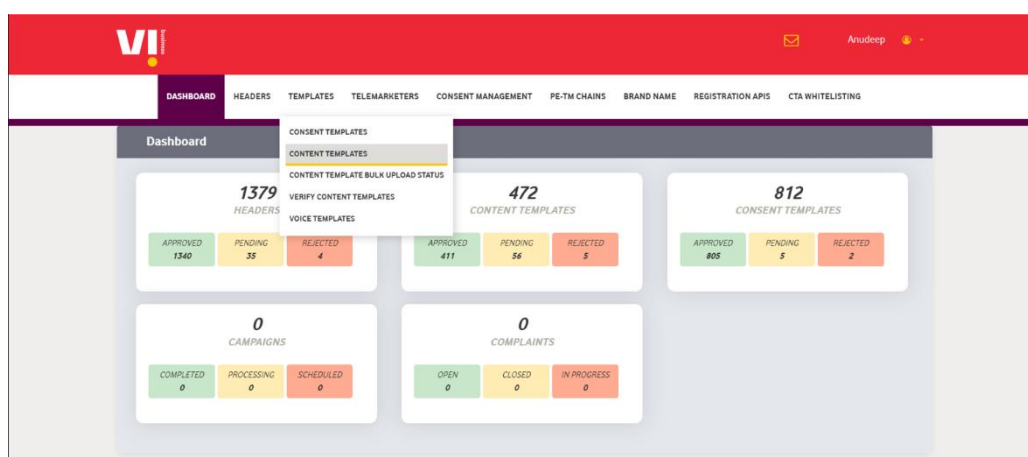 VI business
Anudeep
DASHBOARD HEADERS TEMPLATES TELEMARKETERS CONSENT MANAGEMENT PE-TM CHAINS BRAND NAME REGISTRATION APIS CTA WHITELISTING
CONSENT TEMPLATES
CONTENT TEMPLATES
CONTENT TEMPLATE BULK UPLOAD STATUS
VERIFY CONTENT TEMPLATES
VOICE TEMPLATES
Dashboard
1379
HEADERS
APPROVED PENDING REJECTED
1340 35 4
472
CONTENT TEMPLATES
APPROVED PENDING REJECTED
411 56 5
812
CONSENT TEMPLATES
APPROVED PENDING REJECTED
805 5 2
0
CAMPAIGNS
COMPLETED PROCESSING SCHEDULED
0 0 0
0
COMPLAINTS
OPEN CLOSED IN PROGRESS
0 0 0